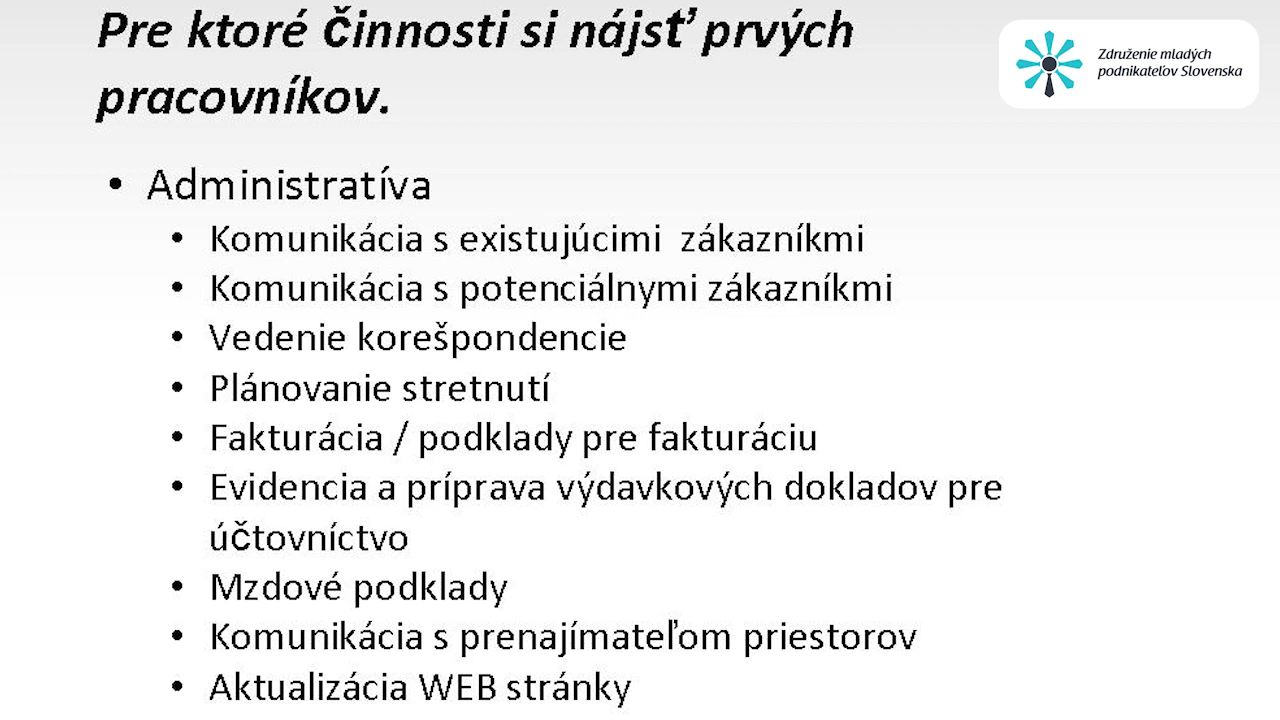 Pre ktoré činnosti si nájsť prvých
pracovníkov.
Združenie mladých
podnikateľov Slovenska
• Administratíva
• Komunikácia s existujúcimi  zákazníkmi
• Komunikácia s potenciálnymi zákazníkmi
• Vedenie korešpondencie
• Plánovanie stretnutí
• Fakturácia / podklady pre fakturáciu
• Evidencia a príprava výdavkových dokladov pre
účtovníctvo
• Mzdové podklady
• Komunikácia s prenajímateľom priestorov
• Aktualizácia WEB stránky